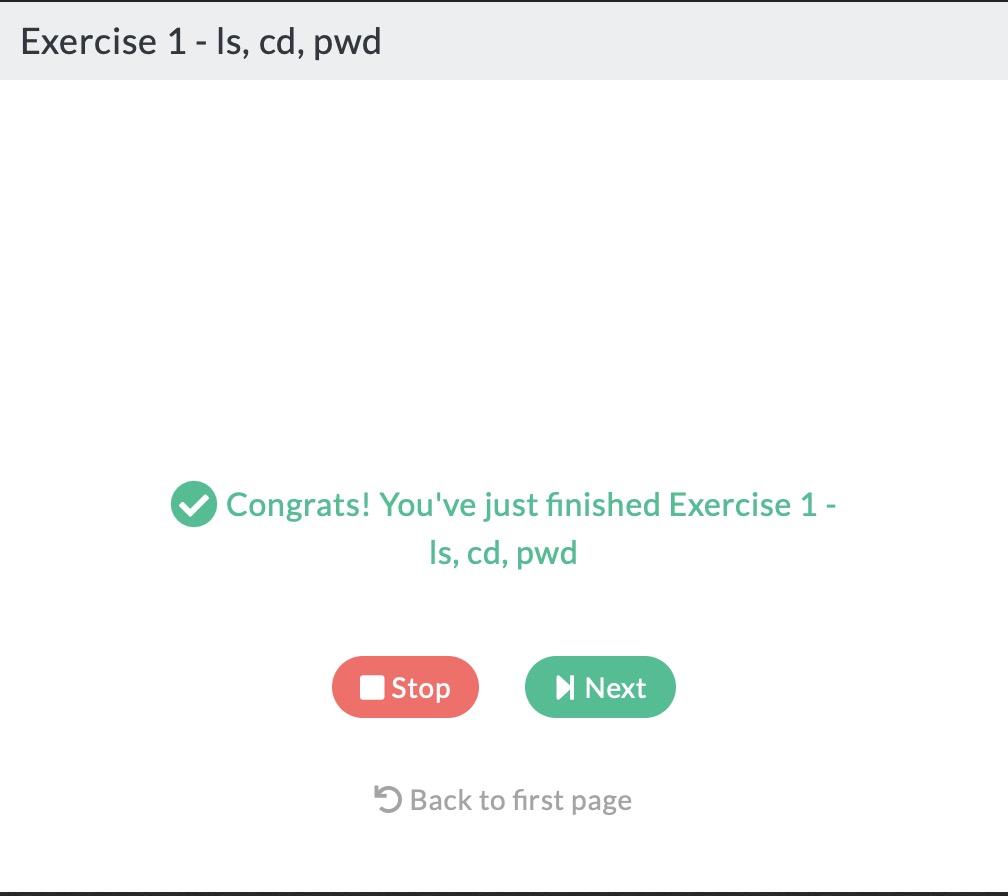 Exercise 1 - ls, cd, pwd
Congrats! You've just finished Exercise 1 -
ls, cd, pwd
Stop
Next
Back to first page